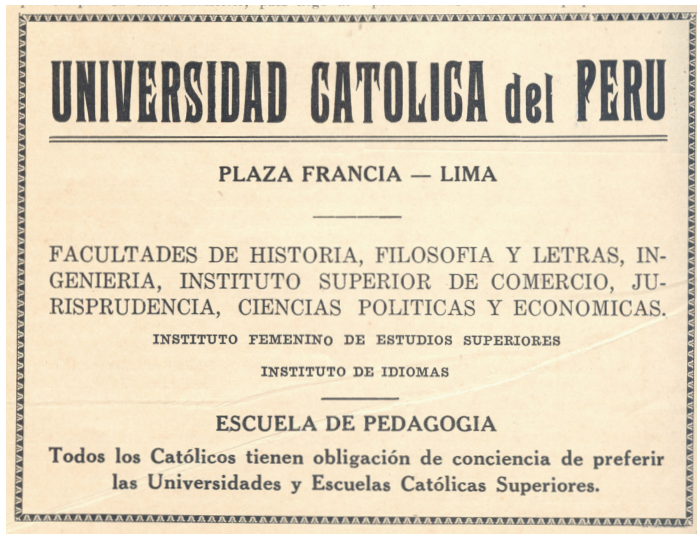 UNIVERSIDAD CATOLICA del PERU
PLAZA FRANCIA — LIMA
FACULTADES DE HISTORIA, FILOSOFIA Y LETRAS, IN-
GENIERIA, INSTITUTO SUPERIOR DE COMERCIO, JU-
RISPRUDENCIA, CIENCIAS POLITICAS Y ECONOMICAS.
INSTITUTO FEMENINO DE ESTUDIOS SUPERIORES
INSTITUTO DE IDIOMAS
ESCUELA DE PEDAGOGIA
Todos los Católicos tienen obligación de conciencia de preferir
las Universidades y Escuelas Católicas Superiores.